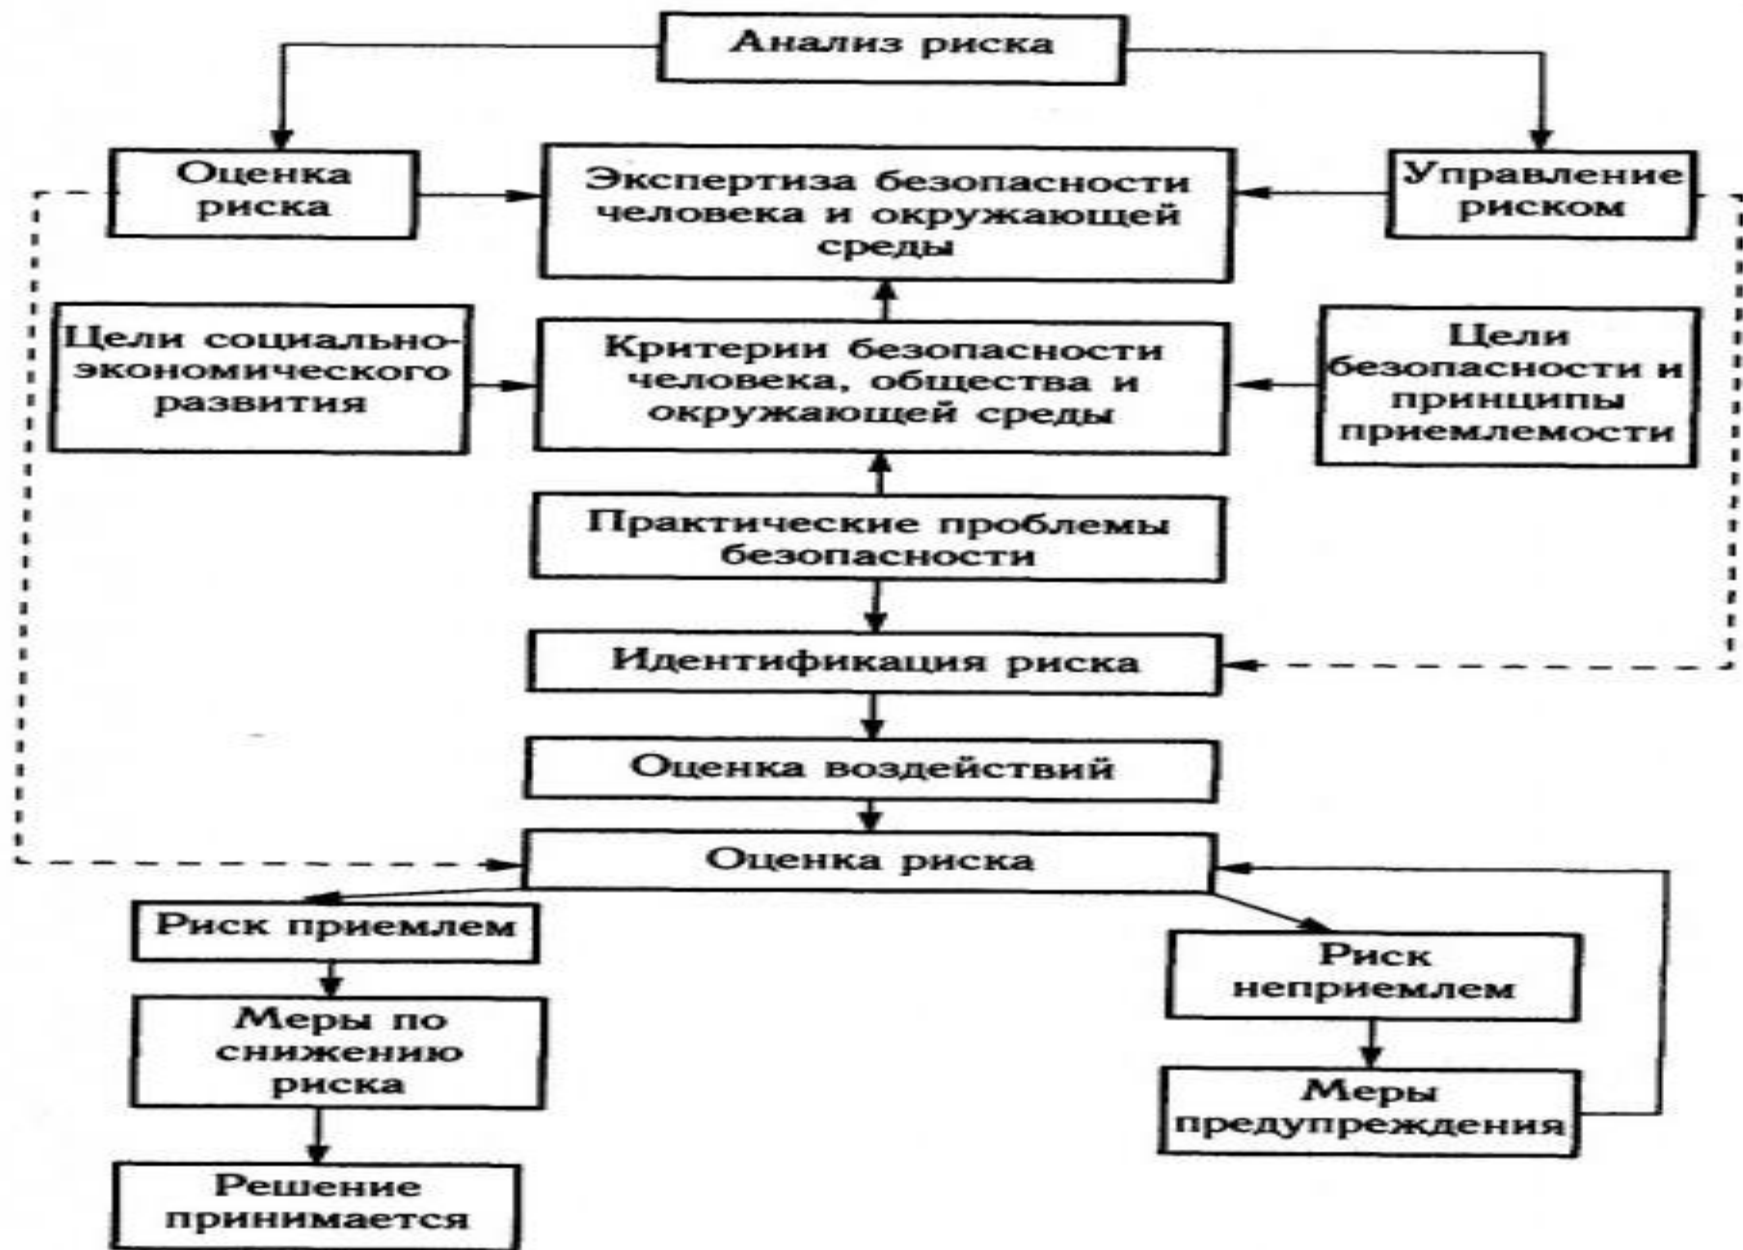 Анализ риска
Оценка
риска
Экспертиза безопасности
человека и окружающей
среды
Управление
риском
Цели социально-
экономического
развития
Критерии безопасности
человека, общества и
окружающей среды
Цели
безопасности и
принципы
приемлемости
Практические проблемы
безопасности
Идентификация риска
Оценка воздействий
Оценка риска
Риск приемлем
Риск
неприемлем
Меры по
снижению
риска
Меры
предупреждения
Решение
принимается